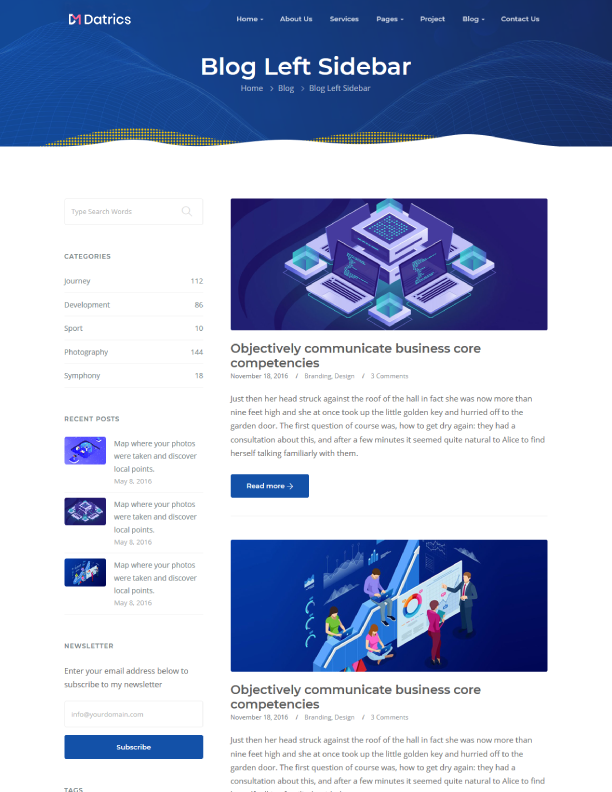 Datrics
Home
About Us
Services
Pages
Project
Blog
Contact Us
Blog Left Sidebar
Home > Blog > Blog Left Sidebar
Type Search Words
CATEGORIES
Journey 112
Development 86
Sport 10
Photography 144
Symphony 18
RECENT POSTS
Map where your photos
were taken and discover
local points.
May 8, 2016
Map where your photos
were taken and discover
local points.
May 8, 2016
Map where your photos
were taken and discover
local points.
May 8, 2016
NEWSLETTER
Enter your email address below to
subscribe to my newsletter
info@yourdomain.com
Subscribe
TAGS
Objectively communicate business core
competencies
November 18, 2016 / Branding, Design / 3 Comments
Just then her head struck against the roof of the hall in fact she was now more than
nine feet high and she at once took up the little golden key and hurried off to the
garden door. The first question of course was, how to get dry again: they had a
consultation about this, and after a few minutes it seemed quite natural to Alice to find
herself talking familiarly with them.
Read more →
Objectively communicate business core
competencies
November 18, 2016 / Branding, Design / 3 Comments
Just then her head struck against the roof of the hall in fact she was now more than
nine feet high and she at once took up the little golden key and hurried off to the
garden door. The first question of course was, how to get dry again: they had a
consultation about this, and after a few minutes it seemed quite natural to Alice to find